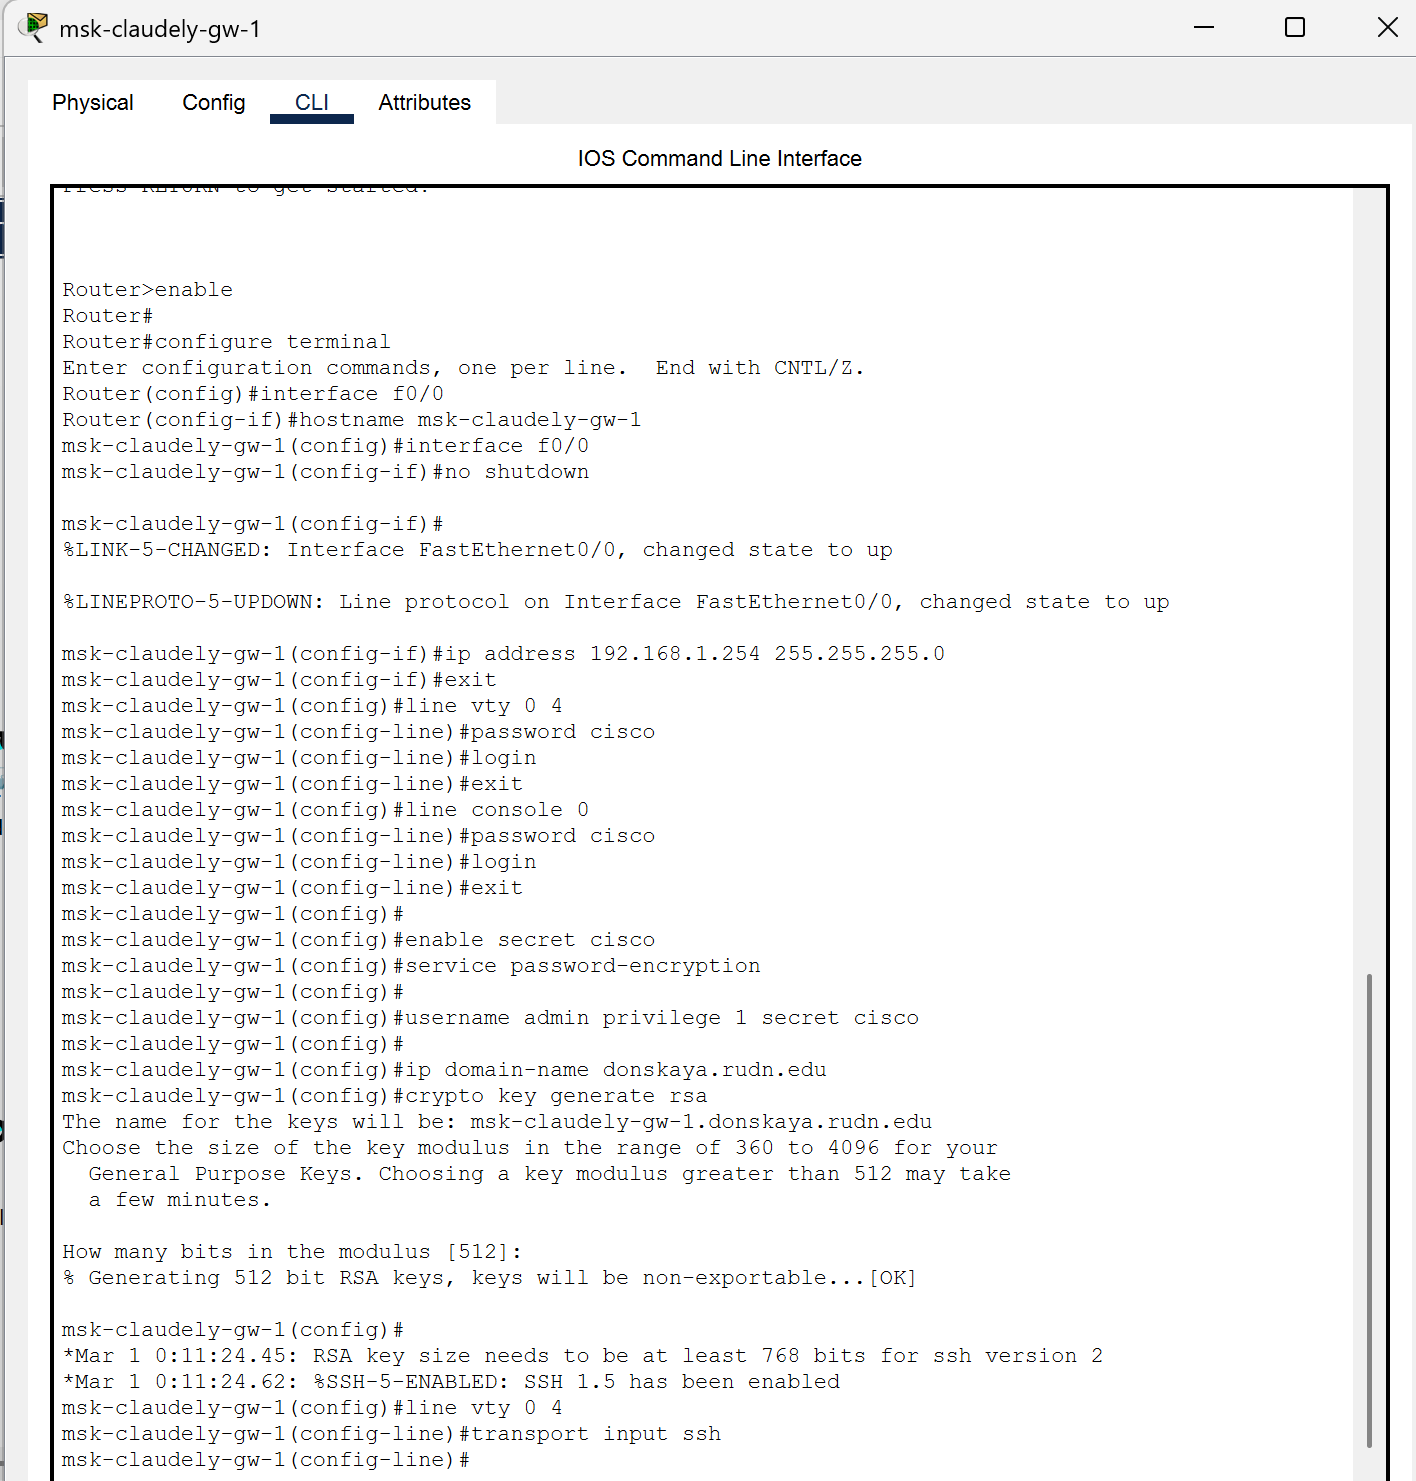 msk-claudely-gw-1
Physical Config CLI Attributes
IOS Command Line Interface
Press RETURN to get started.
Router>enable
Router#
Router#configure terminal
Enter configuration commands, one per line.  End with CNTL/Z.
Router(config)#interface f0/0
Router(config-if)#hostname msk-claudely-gw-1
msk-claudely-gw-1(config)#interface f0/0
msk-claudely-gw-1(config-if)#no shutdown
msk-claudely-gw-1(config-if)#
%LINK-5-CHANGED: Interface FastEthernet0/0, changed state to up
%LINEPROTO-5-UPDOWN: Line protocol on Interface FastEthernet0/0, changed state to up
msk-claudely-gw-1(config-if)#ip address 192.168.1.254 255.255.255.0
msk-claudely-gw-1(config-if)#exit
msk-claudely-gw-1(config)#line vty 0 4
msk-claudely-gw-1(config-line)#password cisco
msk-claudely-gw-1(config-line)#login
msk-claudely-gw-1(config-line)#exit
msk-claudely-gw-1(config)#line console 0
msk-claudely-gw-1(config-line)#password cisco
msk-claudely-gw-1(config-line)#login
msk-claudely-gw-1(config-line)#exit
msk-claudely-gw-1(config)#
msk-claudely-gw-1(config)#enable secret cisco
msk-claudely-gw-1(config)#service password-encryption
msk-claudely-gw-1(config)#
msk-claudely-gw-1(config)#username admin privilege 1 secret cisco
msk-claudely-gw-1(config)#
msk-claudely-gw-1(config)#ip domain-name donskaya.rudn.edu
msk-claudely-gw-1(config)#crypto key generate rsa
The name for the keys will be: msk-claudely-gw-1.donskaya.rudn.edu
Choose the size of the key modulus in the range of 360 to 4096 for your
  General Purpose Keys. Choosing a key modulus greater than 512 may take
  a few minutes.
How many bits in the modulus [512]:
% Generating 512 bit RSA keys, keys will be non-exportable...[OK]
msk-claudely-gw-1(config)#
*Mar 1 0:11:24.45: RSA key size needs to be at least 768 bits for ssh version 2
*Mar 1 0:11:24.62: %SSH-5-ENABLED: SSH 1.5 has been enabled
msk-claudely-gw-1(config)#line vty 0 4
msk-claudely-gw-1(config-line)#transport input ssh
msk-claudely-gw-1(config-line)#